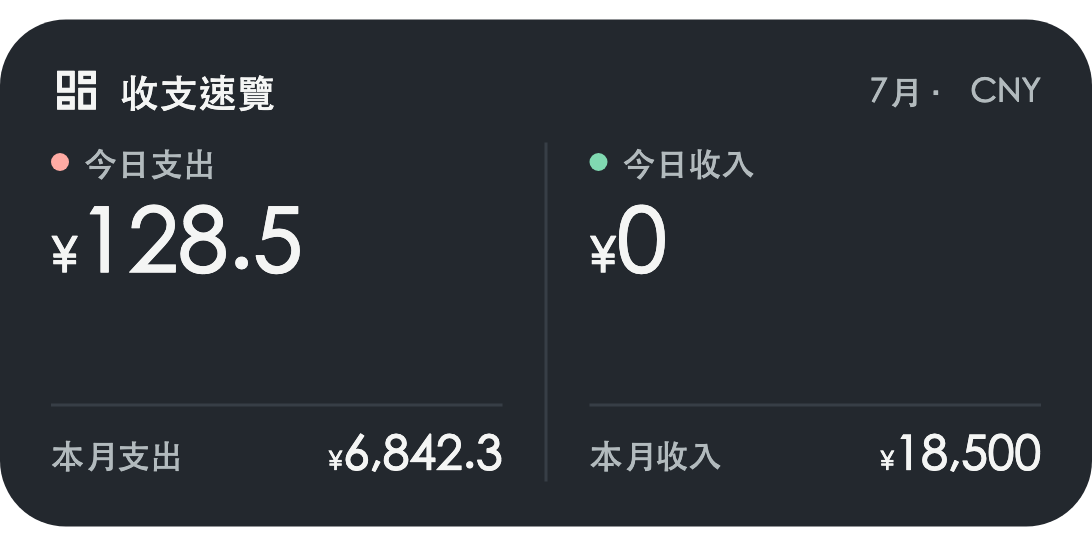 收支速覽
7月 · CNY
今日支出
¥128.5
今日收入
¥0
本月支出 ¥6,842.3
本月收入 ¥18,500